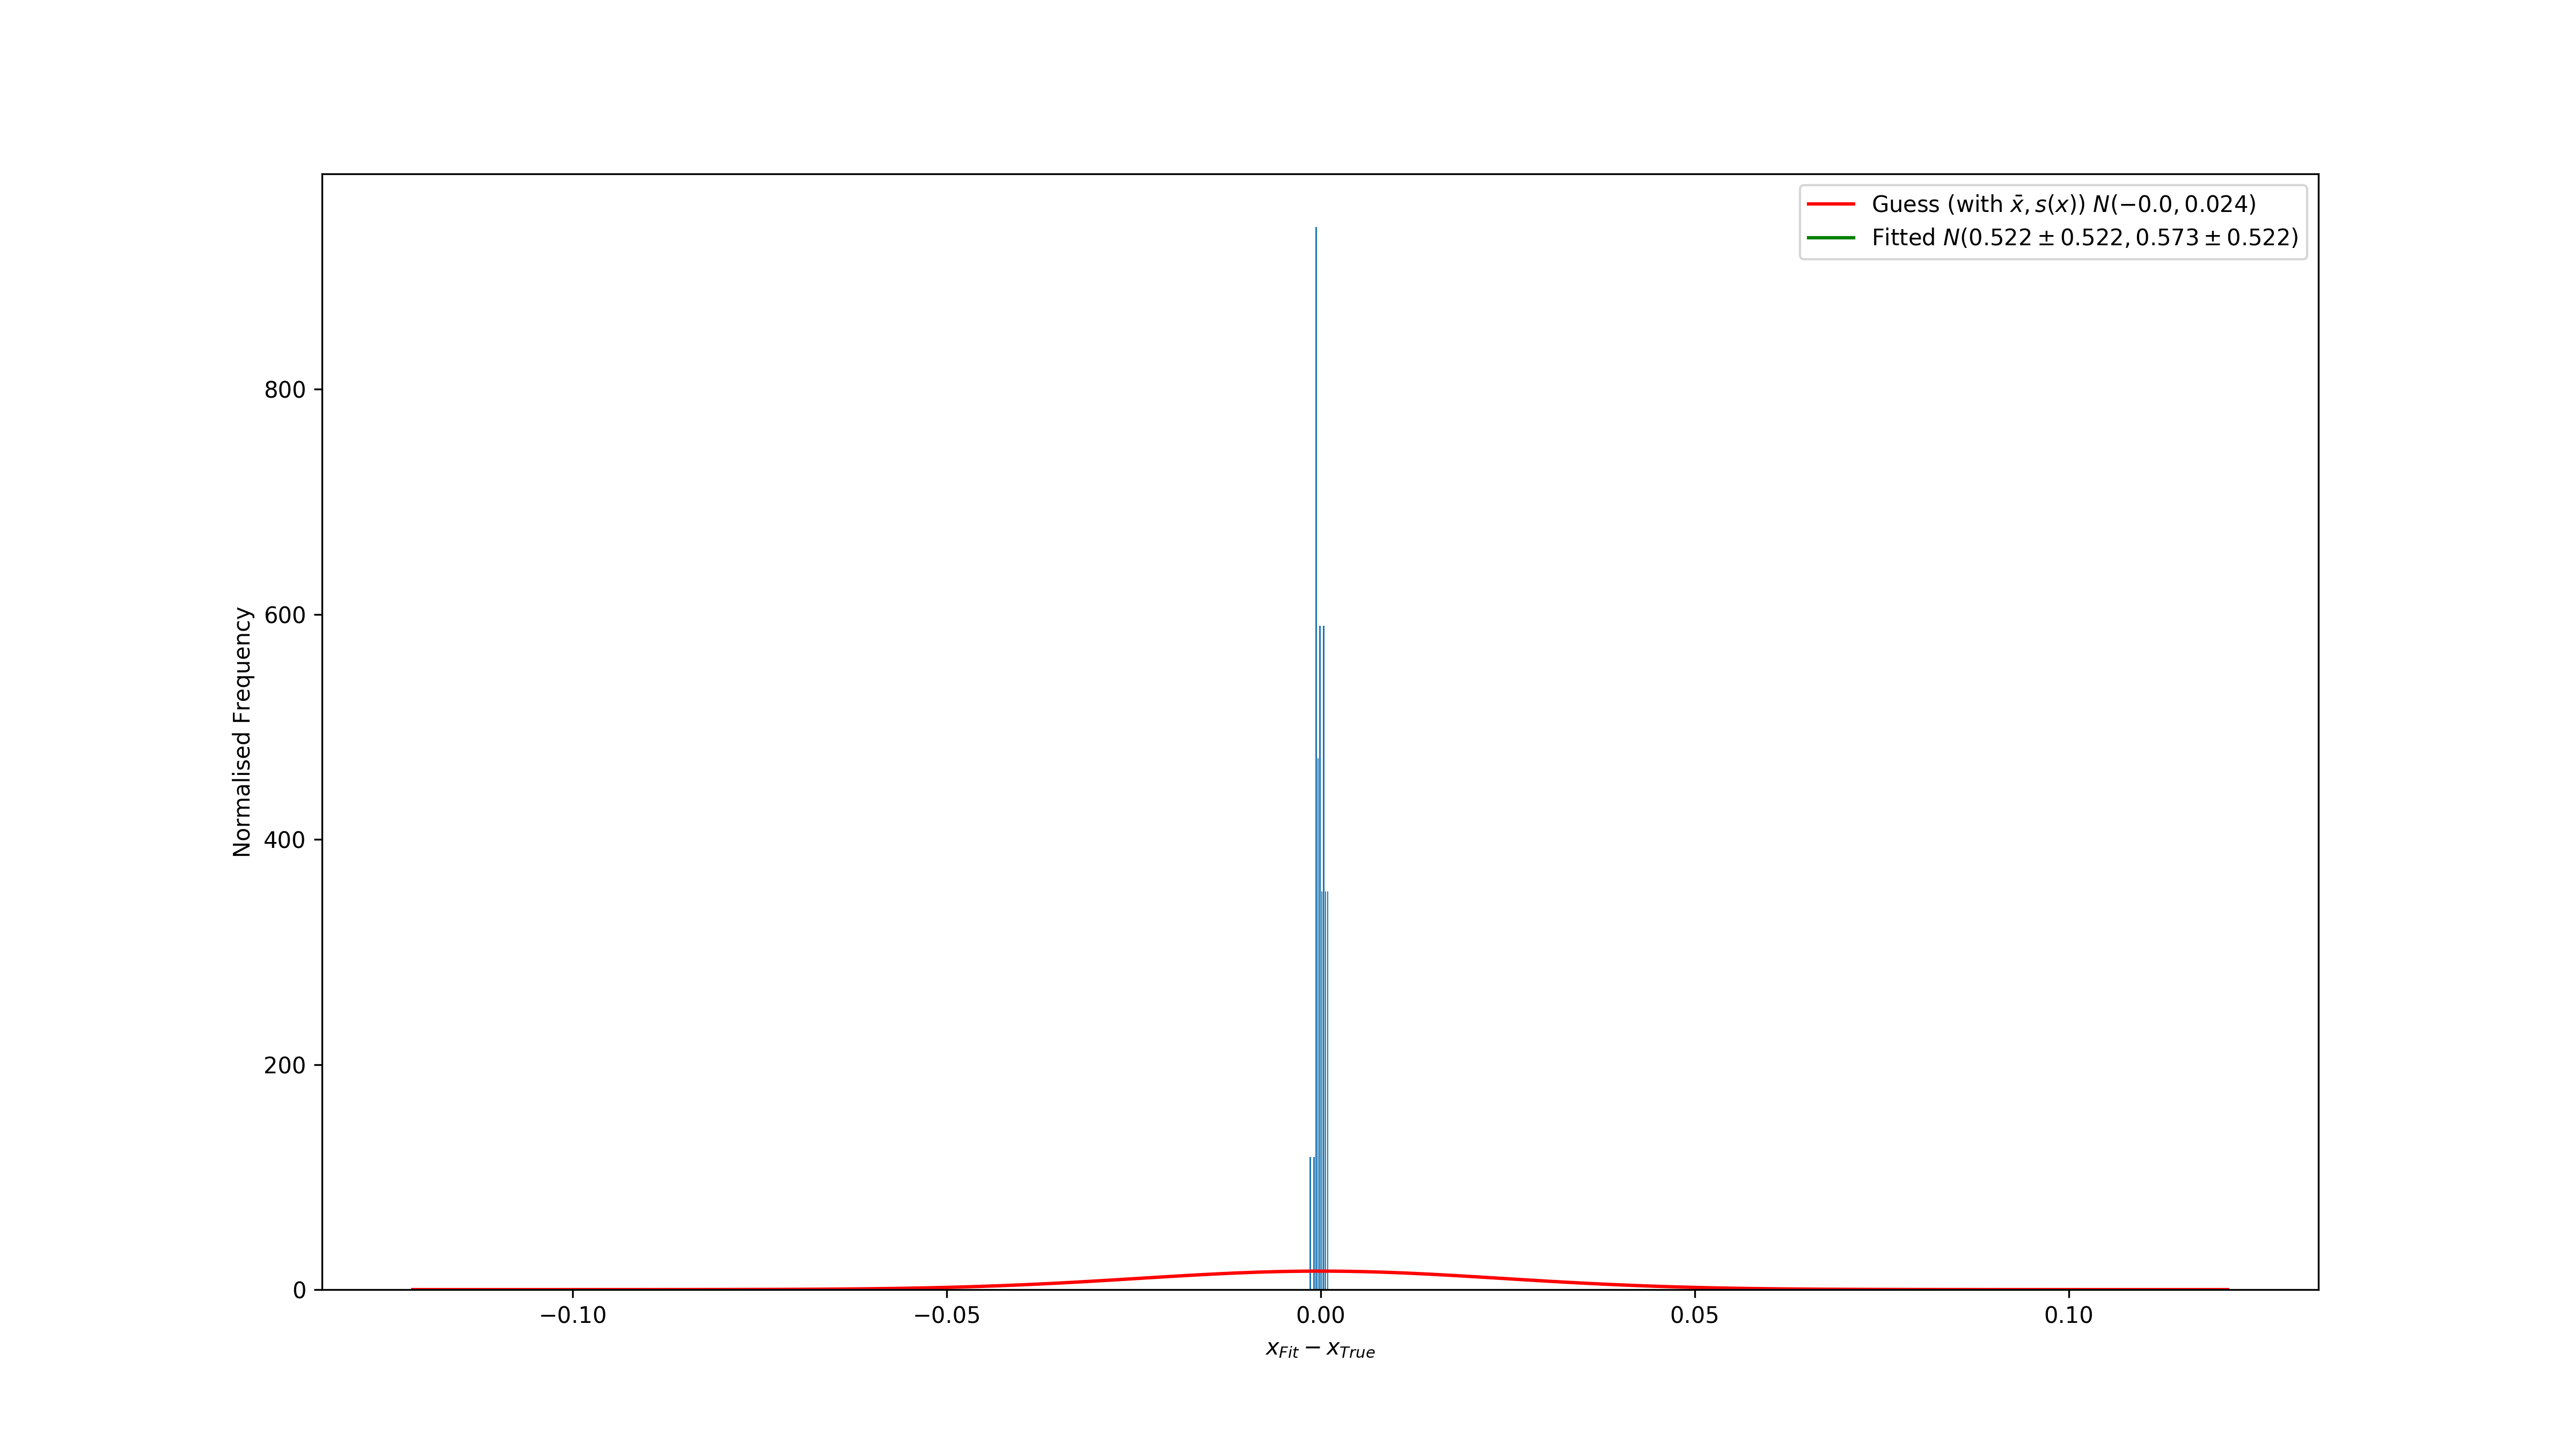 Guess (with x̄, s(x)) N(−0.0, 0.024)
Fitted N(0.522 ± 0.522, 0.573 ± 0.522)
800
600
400
200
0
Normalised Frequency
−0.10 −0.05 0.00 0.05 0.10
x_Fit − x_True